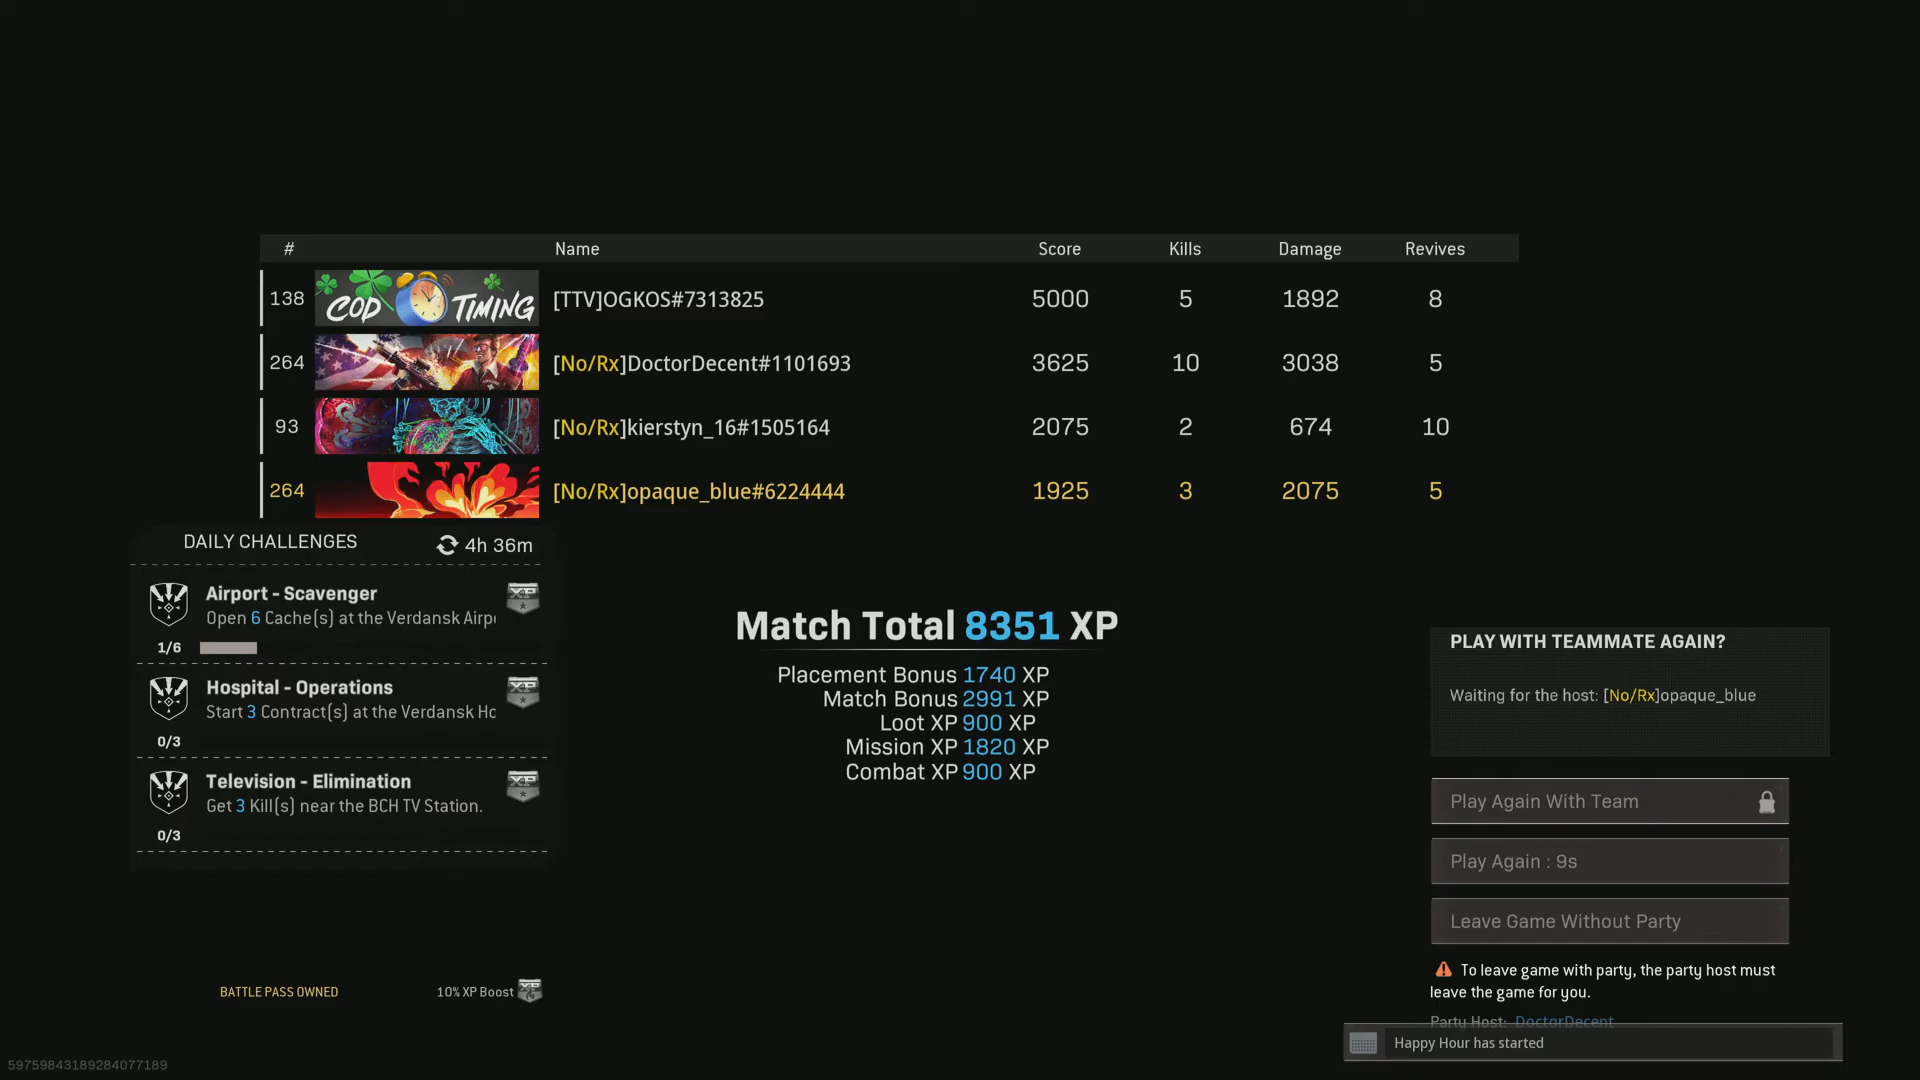 # Name Score Kills Damage Revives
138 COD TIMING [TTV]OGKOS#7313825 5000 5 1892 8
264 [No/Rx]DoctorDecent#1101693 3625 10 3038 5
93 [No/Rx]kierstyn_16#1505164 2075 2 674 10
264 [No/Rx]opaque_blue#6224444 1925 3 2075 5
DAILY CHALLENGES 4h 36m
Airport - Scavenger XP
Open 6 Cache(s) at the Verdansk Airp
1/6
Hospital - Operations XP
Start 3 Contract(s) at the Verdansk Ho
0/3
Television - Elimination XP
Get 3 Kill(s) near the BCH TV Station.
0/3
BATTLE PASS OWNED 10% XP Boost XP
Match Total 8351 XP
Placement Bonus 1740 XP
Match Bonus 2991 XP
Loot XP 900 XP
Mission XP 1820 XP
Combat XP 900 XP
PLAY WITH TEAMMATE AGAIN?
Waiting for the host: [No/Rx]opaque_blue
Play Again With Team
Play Again : 9s
Leave Game Without Party
To leave game with party, the party host must
leave the game for you.
Party Host: DoctorDecent
Happy Hour has started
59759843189284077189